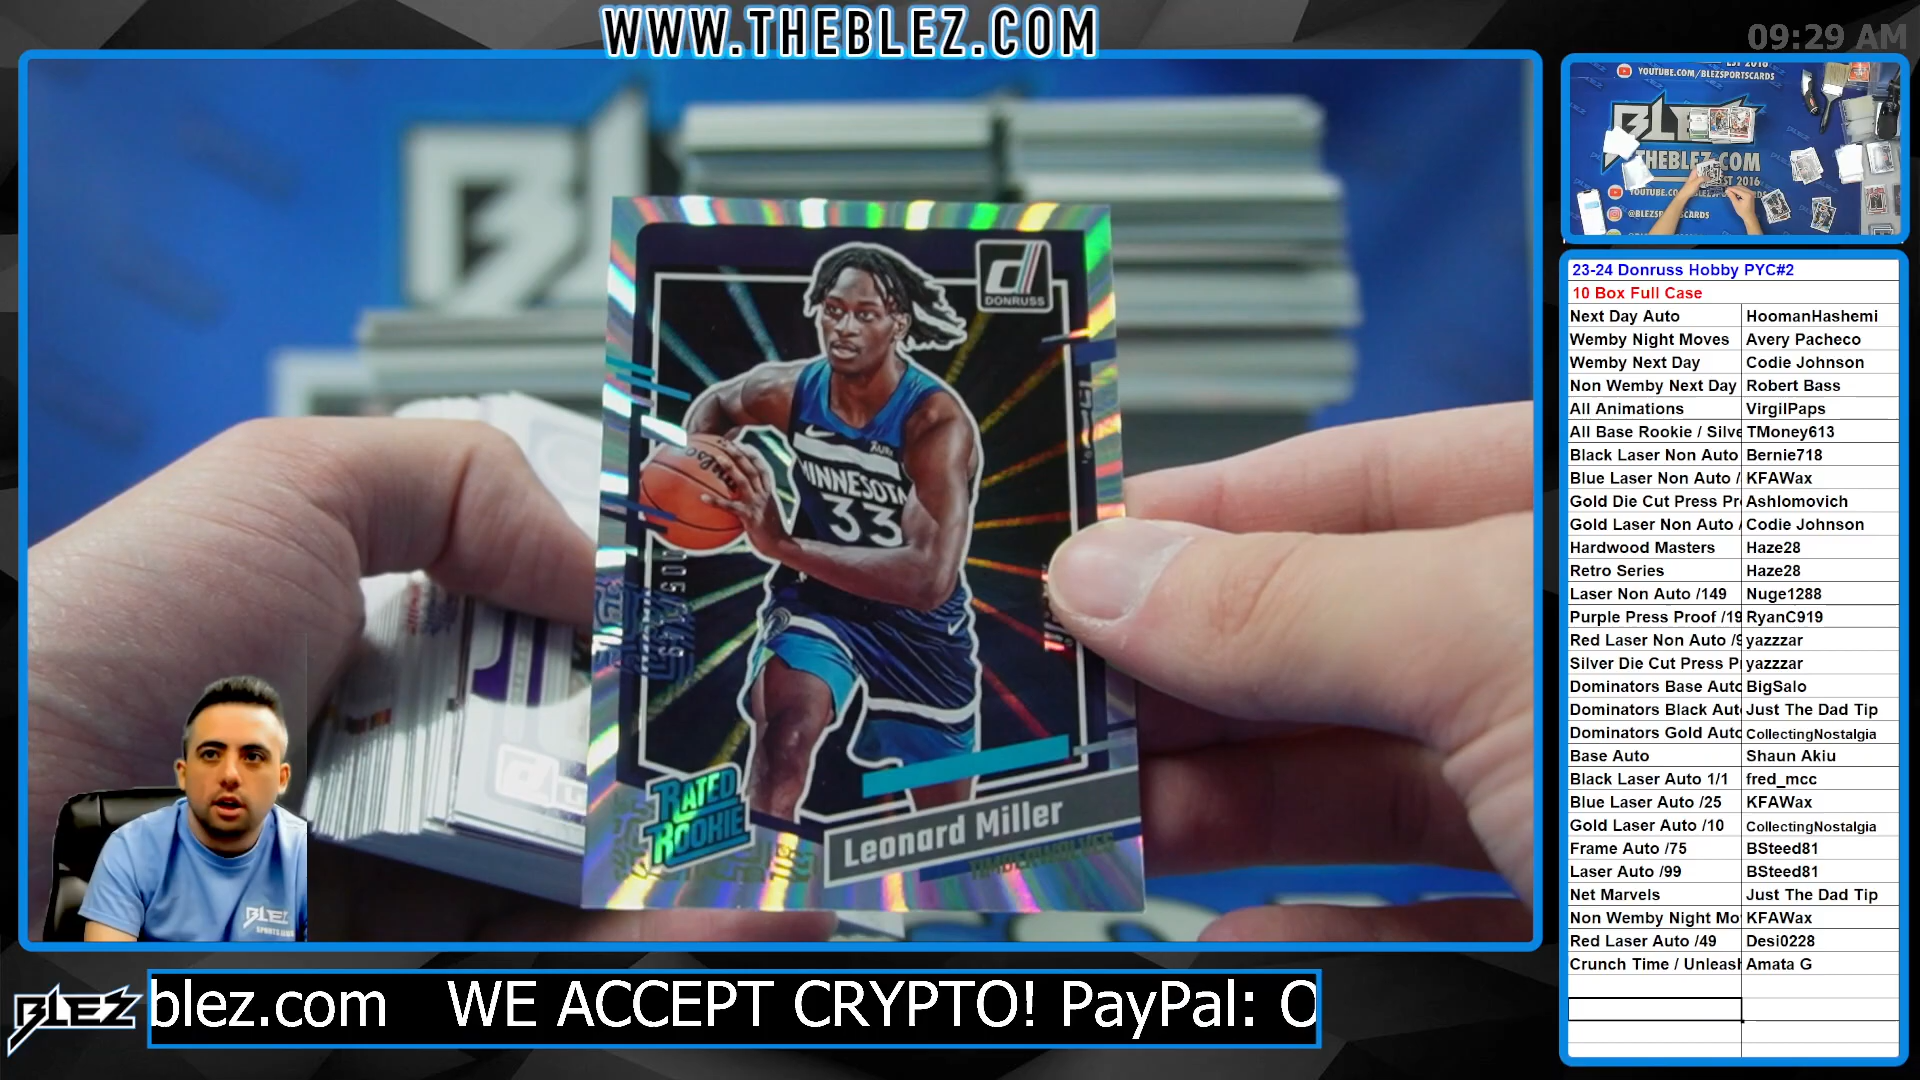 WWW.THEBLEZ.COM
09:29 AM
YOUTUBE.COM/BLEZSPORTSCARDS
THEBLEZ.COM
EST 2016
DONRUSS
MINNESOTA
33
RATED
ROOKIE
Leonard Miller
TIMBERWOLVES
BLEZ
23-24 Donruss Hobby PYC#2
10 Box Full Case
Next Day Auto HoomanHashemi
Wemby Night Moves Avery Pacheco
Wemby Next Day Codie Johnson
Non Wemby Next Day Robert Bass
All Animations VirgilPaps
All Base Rookie / Silve TMoney613
Black Laser Non Auto Bernie718
Blue Laser Non Auto / KFAWax
Gold Die Cut Press Pr Ashlomovich
Gold Laser Non Auto / Codie Johnson
Hardwood Masters Haze28
Retro Series Haze28
Laser Non Auto /149 Nuge1288
Purple Press Proof /19 RyanC919
Red Laser Non Auto /9 yazzzar
Silver Die Cut Press P yazzzar
Dominators Base Auto BigSalo
Dominators Black Aut Just The Dad Tip
Dominators Gold Auto CollectingNostalgia
Base Auto Shaun Akiu
Black Laser Auto 1/1 fred_mcc
Blue Laser Auto /25 KFAWax
Gold Laser Auto /10 CollectingNostalgia
Frame Auto /75 BSteed81
Laser Auto /99 BSteed81
Net Marvels Just The Dad Tip
Non Wemby Night Mo KFAWax
Red Laser Auto /49 Desi0228
Crunch Time / Unleash Amata G
BLEZ
blez.com WE ACCEPT CRYPTO! PayPal: O